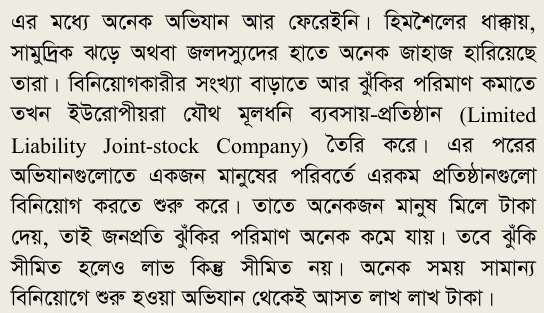 এর মধ্যে অনেক অভিযান আর ফেরেইনি। হিমশৈলের ধাক্কায়,
সামুদ্রিক ঝড়ে অথবা জলদস্যুদের হাতে অনেক জাহাজ হারিয়েছে
তারা। বিনিয়োগকারীর সংখ্যা বাড়াতে আর ঝুঁকির পরিমাণ কমাতে
তখন ইউরোপীয়রা যৌথ মূলধনি ব্যবসায়-প্রতিষ্ঠান (Limited
Liability Joint-stock Company) তৈরি করে। এর পরের
অভিযানগুলোতে একজন মানুষের পরিবর্তে এরকম প্রতিষ্ঠানগুলো
বিনিয়োগ করতে শুরু করে। তাতে অনেকজন মানুষ মিলে টাকা
দেয়, তাই জনপ্রতি ঝুঁকির পরিমাণ অনেক কমে যায়। তবে ঝুঁকি
সীমিত হলেও লাভ কিন্তু সীমিত নয়। অনেক সময় সামান্য
বিনিয়োগে শুরু হওয়া অভিযান থেকেই আসত লাখ লাখ টাকা।